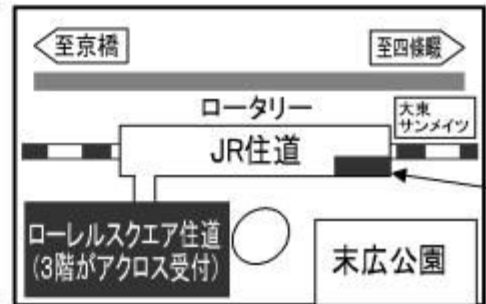 至京橋
至四條畷
ロータリー
大東
サンメイツ
JR住道
ローレルスクエア住道
(3階がアクロス受付)
末広公園